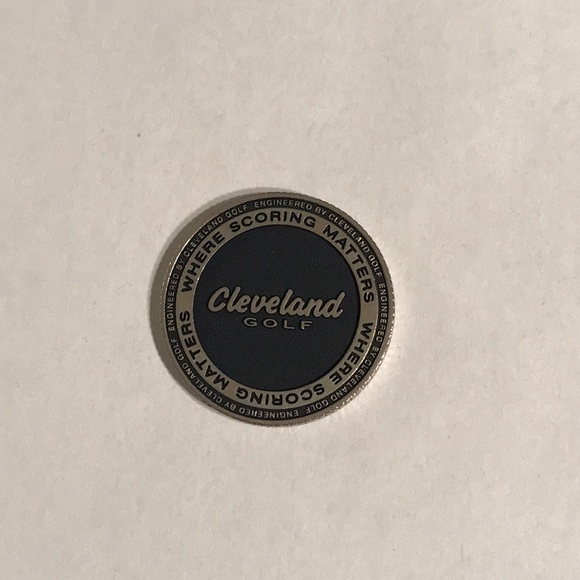 Cleveland
GOLF
WHERE SCORING MATTERS WHERE SCORING MATTERS
ENGINEERED BY CLEVELAND GOLF ENGINEERED BY CLEVELAND GOLF ENGINEERED BY CLEVELAND GOLF ENGINEERED BY CLEVELAND GOLF